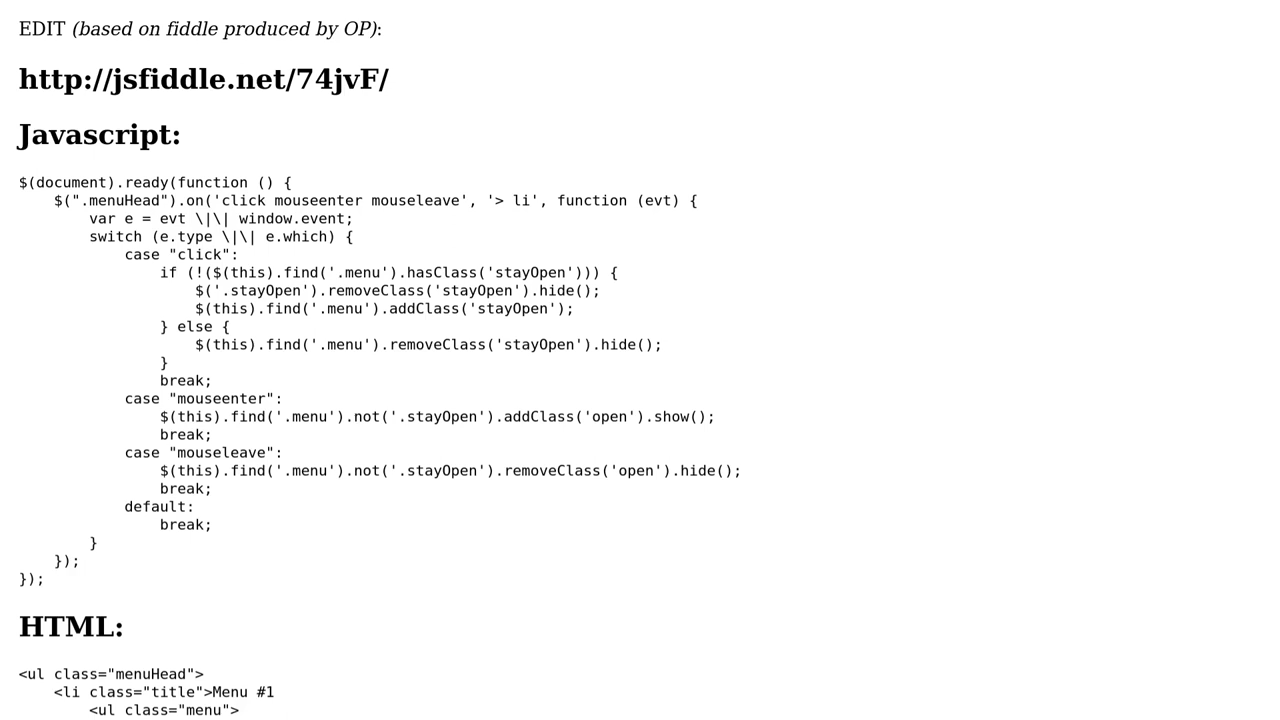 EDIT (based on fiddle produced by OP):
http://jsfiddle.net/74jvF/
Javascript:
$(document).ready(function () {
    $(".menuHead").on('click mouseenter mouseleave', '> li', function (evt) {
        var e = evt \|\| window.event;
        switch (e.type \|\| e.which) {
            case "click":
                if (!($(this).find('.menu').hasClass('stayOpen'))) {
                    $('.stayOpen').removeClass('stayOpen').hide();
                    $(this).find('.menu').addClass('stayOpen');
                } else {
                    $(this).find('.menu').removeClass('stayOpen').hide();
                }
                break;
            case "mouseenter":
                $(this).find('.menu').not('.stayOpen').addClass('open').show();
                break;
            case "mouseleave":
                $(this).find('.menu').not('.stayOpen').removeClass('open').hide();
                break;
            default:
                break;
        }
    });
});
HTML:
<ul class="menuHead">
    <li class="title">Menu #1
        <ul class="menu">